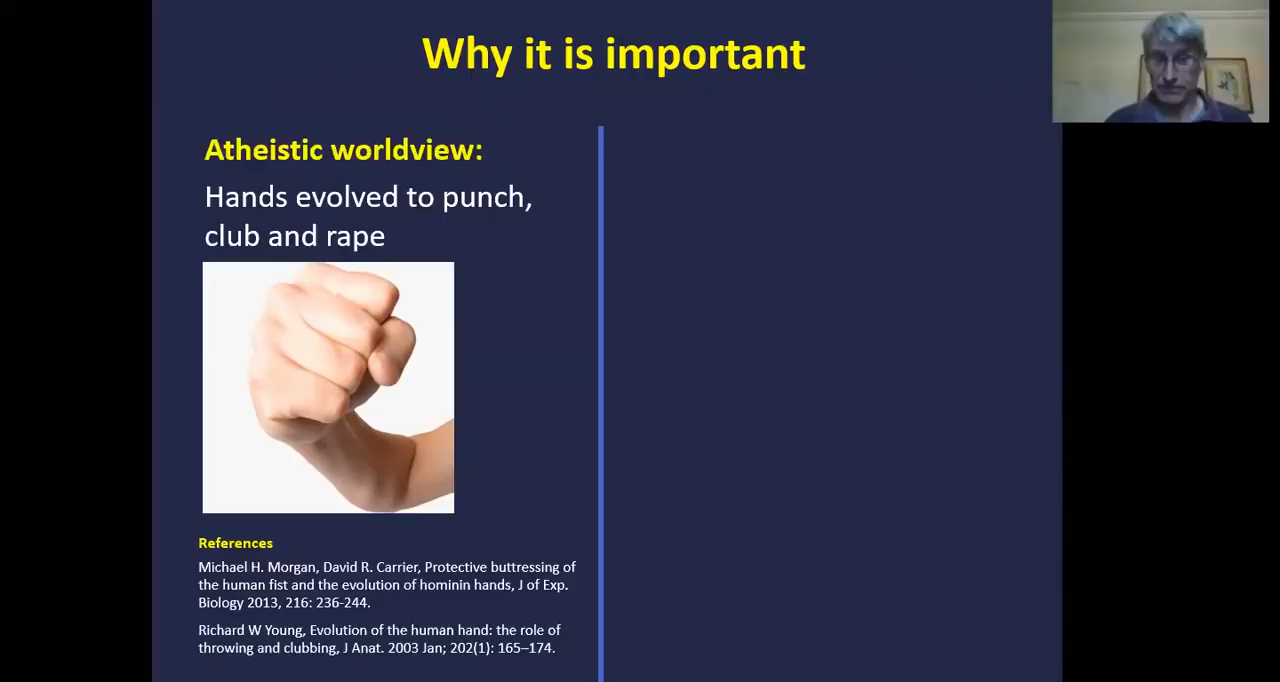 Why it is important
Atheistic worldview:
Hands evolved to punch,
club and rape
References
Michael H. Morgan, David R. Carrier, Protective buttressing of
the human fist and the evolution of hominin hands, J of Exp.
Biology 2013, 216: 236-244.
Richard W Young, Evolution of the human hand: the role of
throwing and clubbing, J Anat. 2003 Jan; 202(1): 165–174.